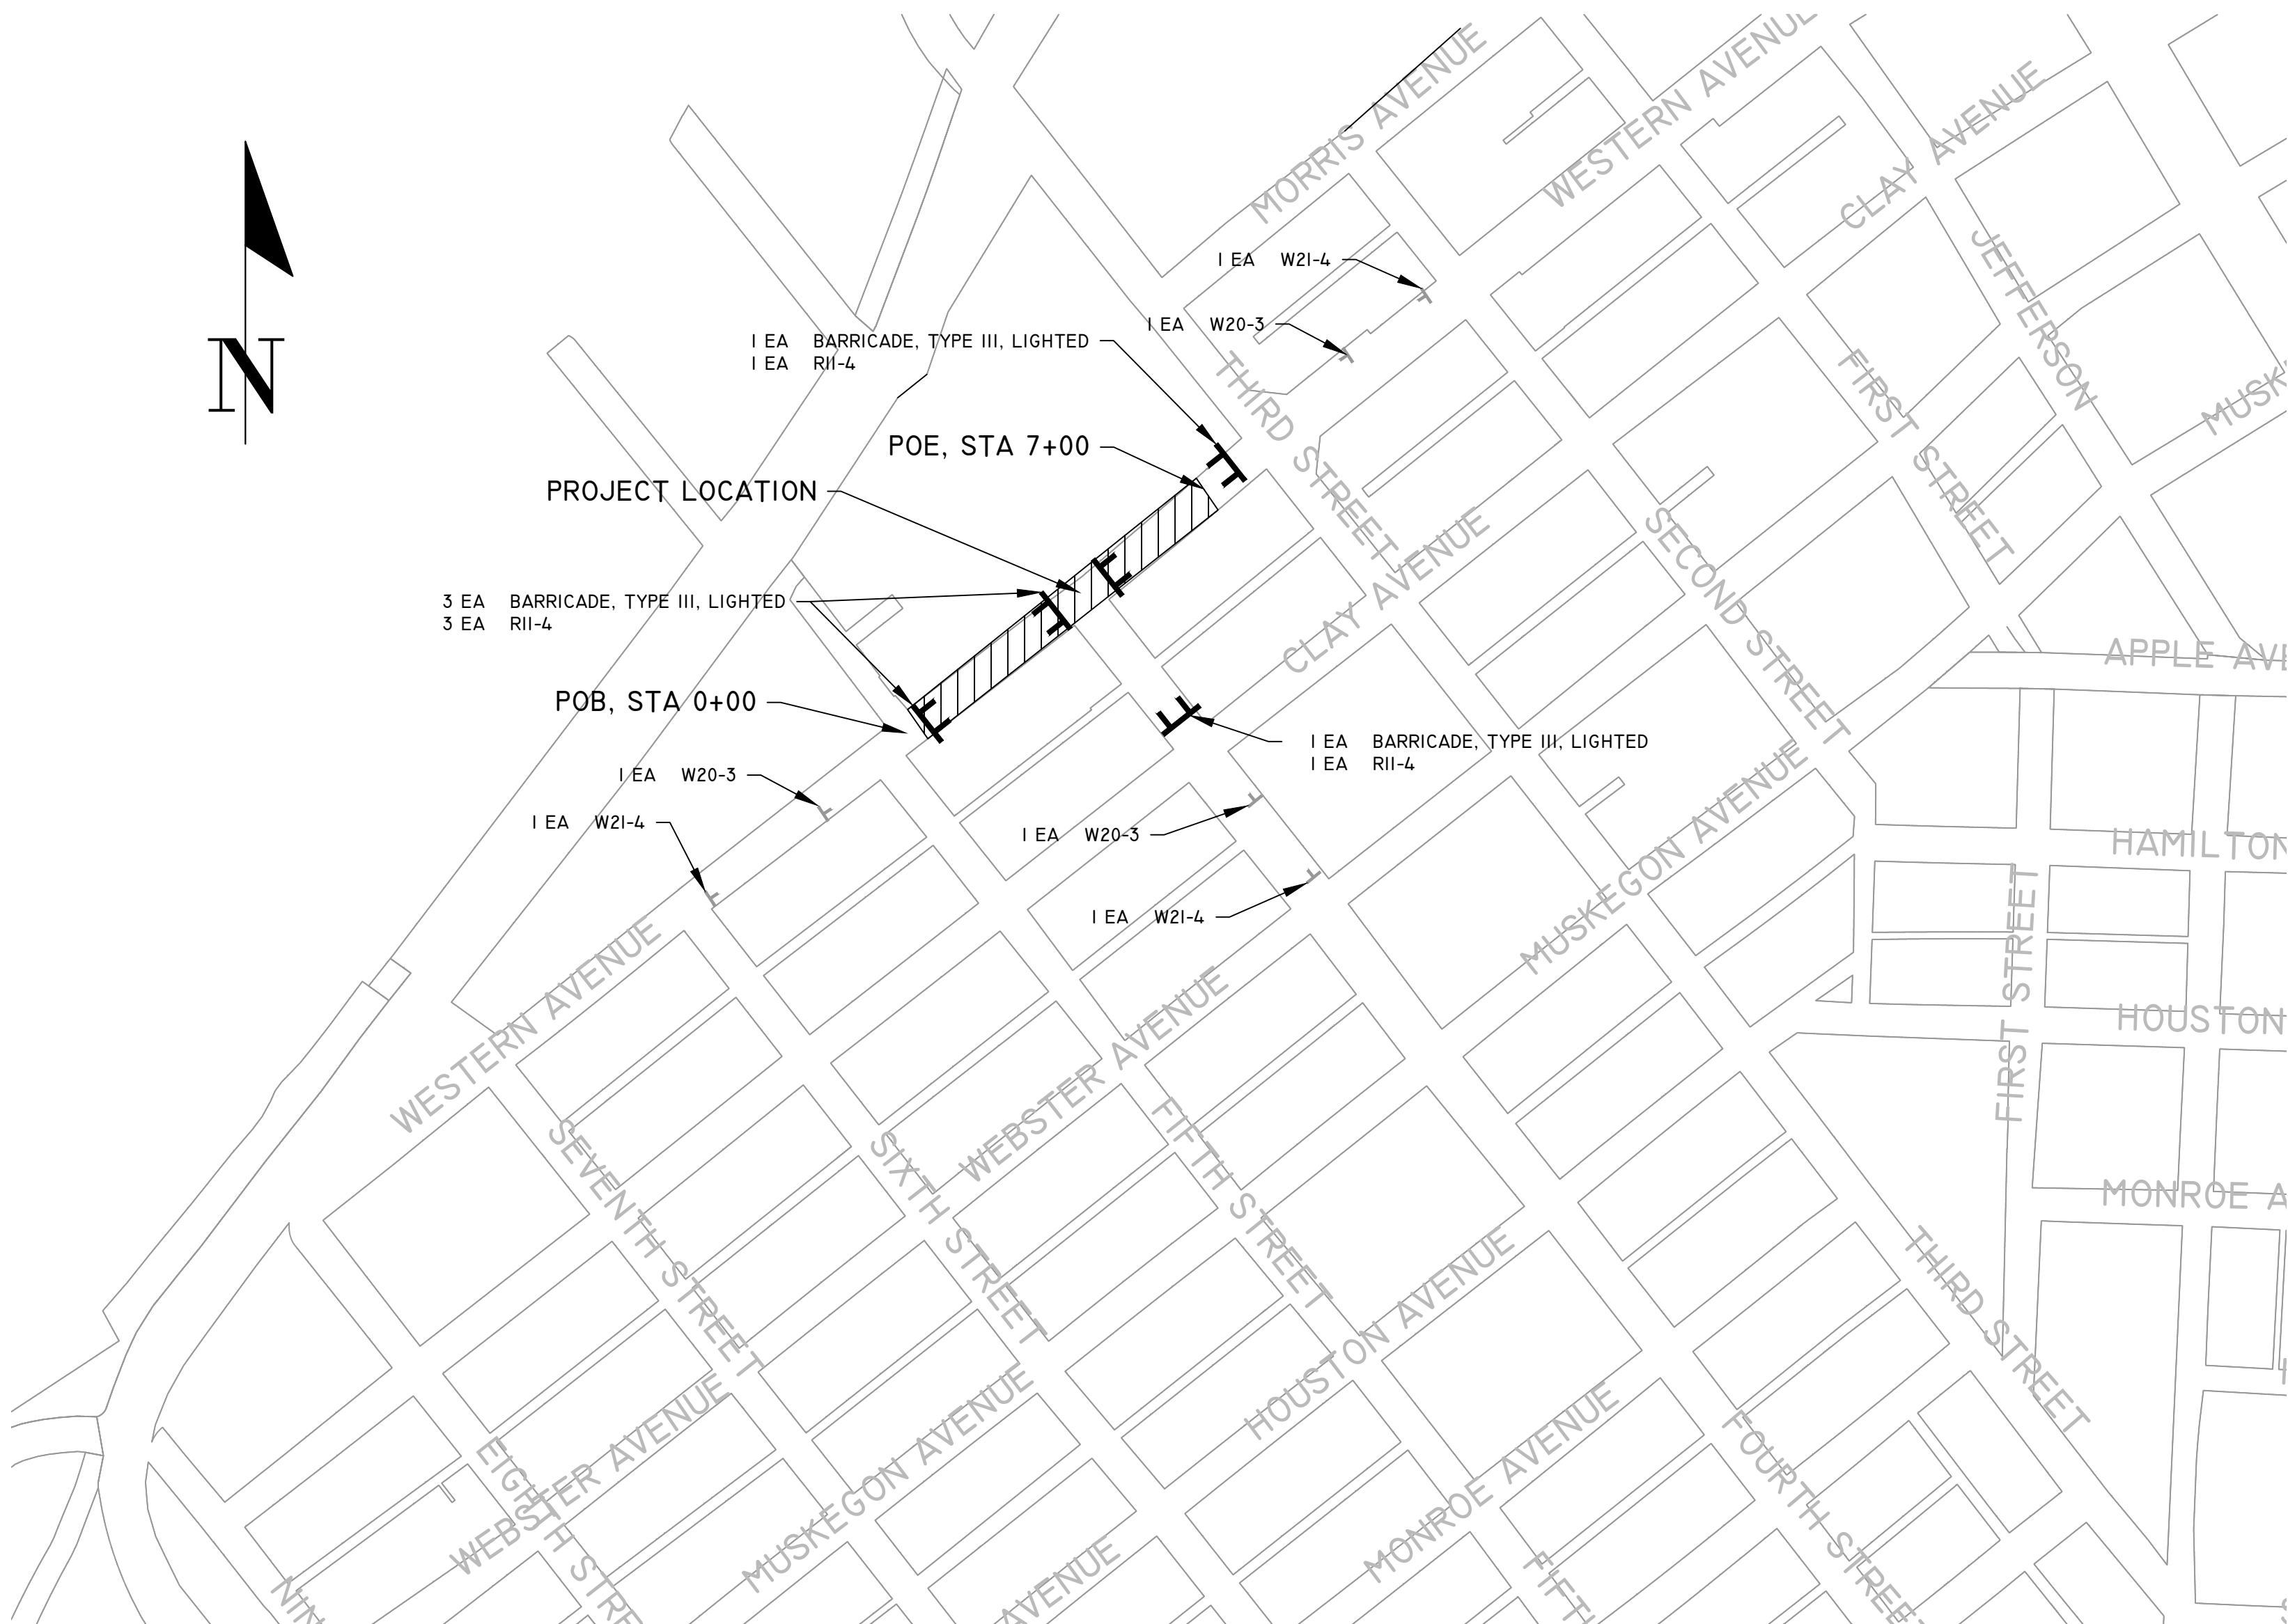 MORRIS AVENUE
WESTERN AVENUE
CLAY AVENUE
JEFFERSON
N
1 EA W21-4
1 EA W20-3
1 EA BARRICADE, TYPE III, LIGHTED
1 EA R11-4
THIRD STREET
FIRST STREET
POE, STA 7+00
PROJECT LOCATION
CLAY AVENUE
SECOND STREET
3 EA BARRICADE, TYPE III, LIGHTED
3 EA R11-4
APPLE AVE
POB, STA 0+00
1 EA BARRICADE, TYPE III, LIGHTED
1 EA R11-4
1 EA W20-3
1 EA W21-4
1 EA W20-3
1 EA W21-4
MUSKEGON AVENUE
HAMILTON
FIRST STREET
HOUSTON
WESTERN AVENUE
WEBSTER AVENUE
SEVENTH STREET
SIXTH STREET
FIFTH STREET
MONROE A
THIRD STREET
HOUSTON AVENUE
EIGHTH STRE
WEBSTER AVENUE
MUSKEGON AVENUE
MONROE AVENUE
FOURTH STREE
AVENUE